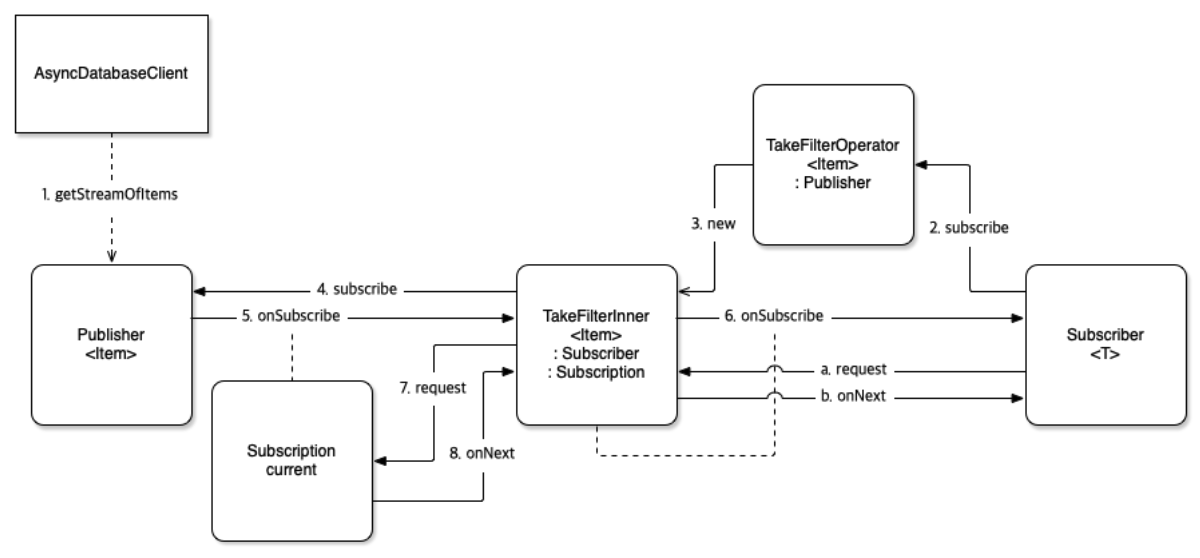 AsyncDatabaseClient
1. getStreamOfItems
TakeFilterOperator
<Item>
: Publisher
3. new
2. subscribe
4. subscribe
5. onSubscribe
Publisher
<Item>
TakeFilterInner
<Item>
: Subscriber
: Subscription
6. onSubscribe
Subscriber
<T>
a. request
b. onNext
7. request
8. onNext
Subscription
current